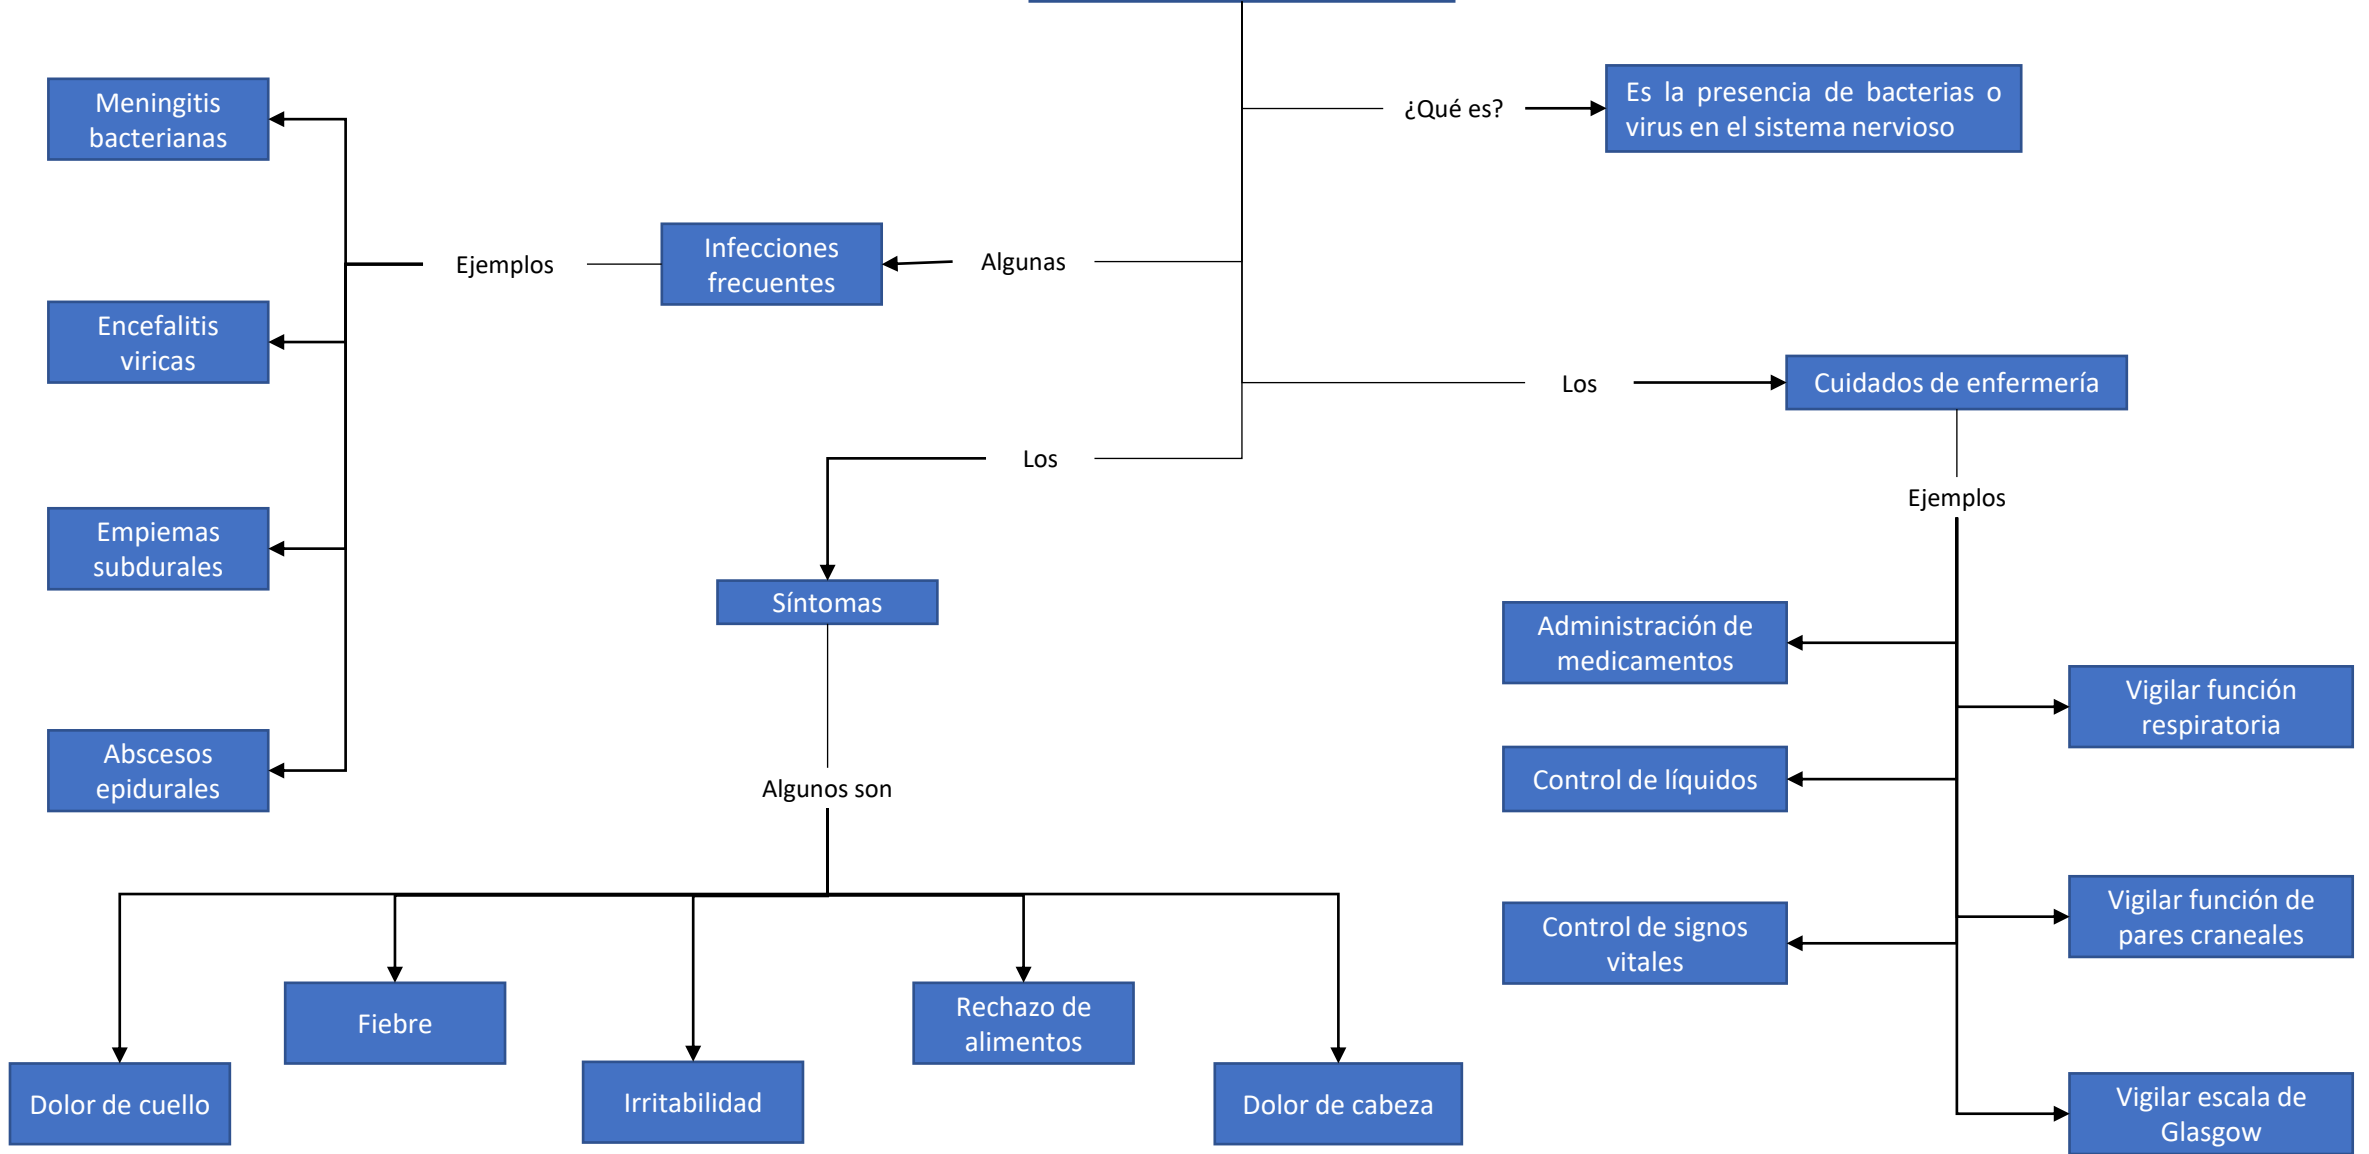 ¿Qué es?
Es la presencia de bacterias o
virus en el sistema nervioso
Algunas
Infecciones
frecuentes
Ejemplos
Meningitis
bacterianas
Encefalitis
viricas
Empiemas
subdurales
Abscesos
epidurales
Los
Síntomas
Algunos son
Dolor de cuello
Fiebre
Irritabilidad
Rechazo de
alimentos
Dolor de cabeza
Los
Cuidados de enfermería
Ejemplos
Administración de
medicamentos
Control de líquidos
Control de signos
vitales
Vigilar función
respiratoria
Vigilar función de
pares craneales
Vigilar escala de
Glasgow